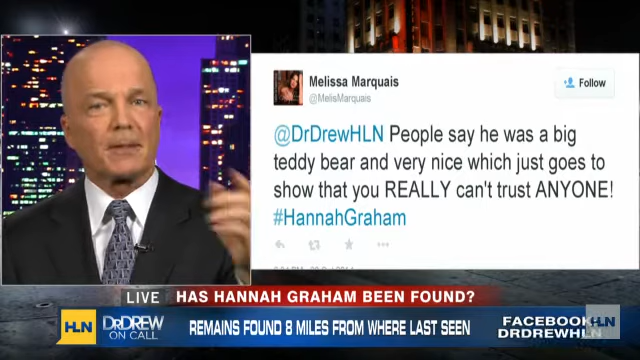 Melissa Marquais
@MelisMarquais
Follow
@DrDrewHLN People say he was a big
teddy bear and very nice which just goes to
show that you REALLY can't trust ANYONE!
#HannahGraham
LIVE HAS HANNAH GRAHAM BEEN FOUND?
HLN DR.DREW ON CALL
REMAINS FOUND 8 MILES FROM WHERE LAST SEEN
FACEBOOK
DRDREWHLN
HLN